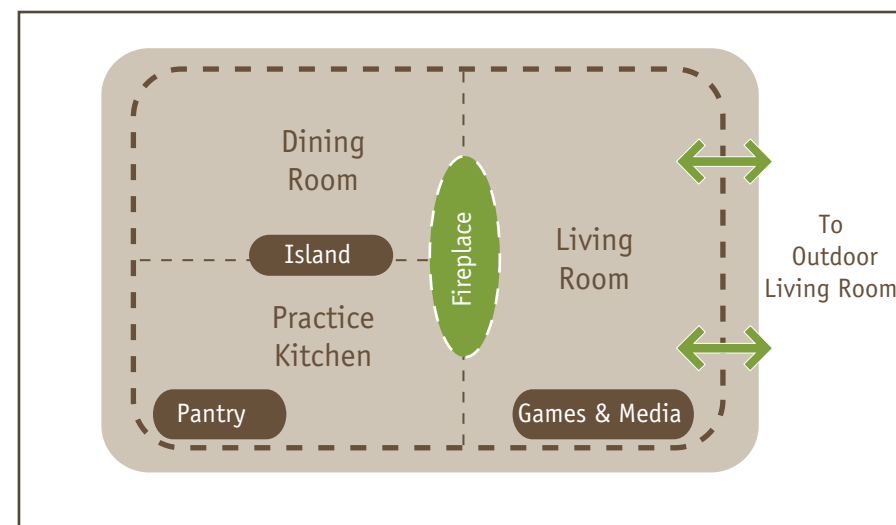 Dining
Room
Island
Practice
Kitchen
Pantry
Fireplace
Living
Room
Games & Media
To
Outdoor
Living Room